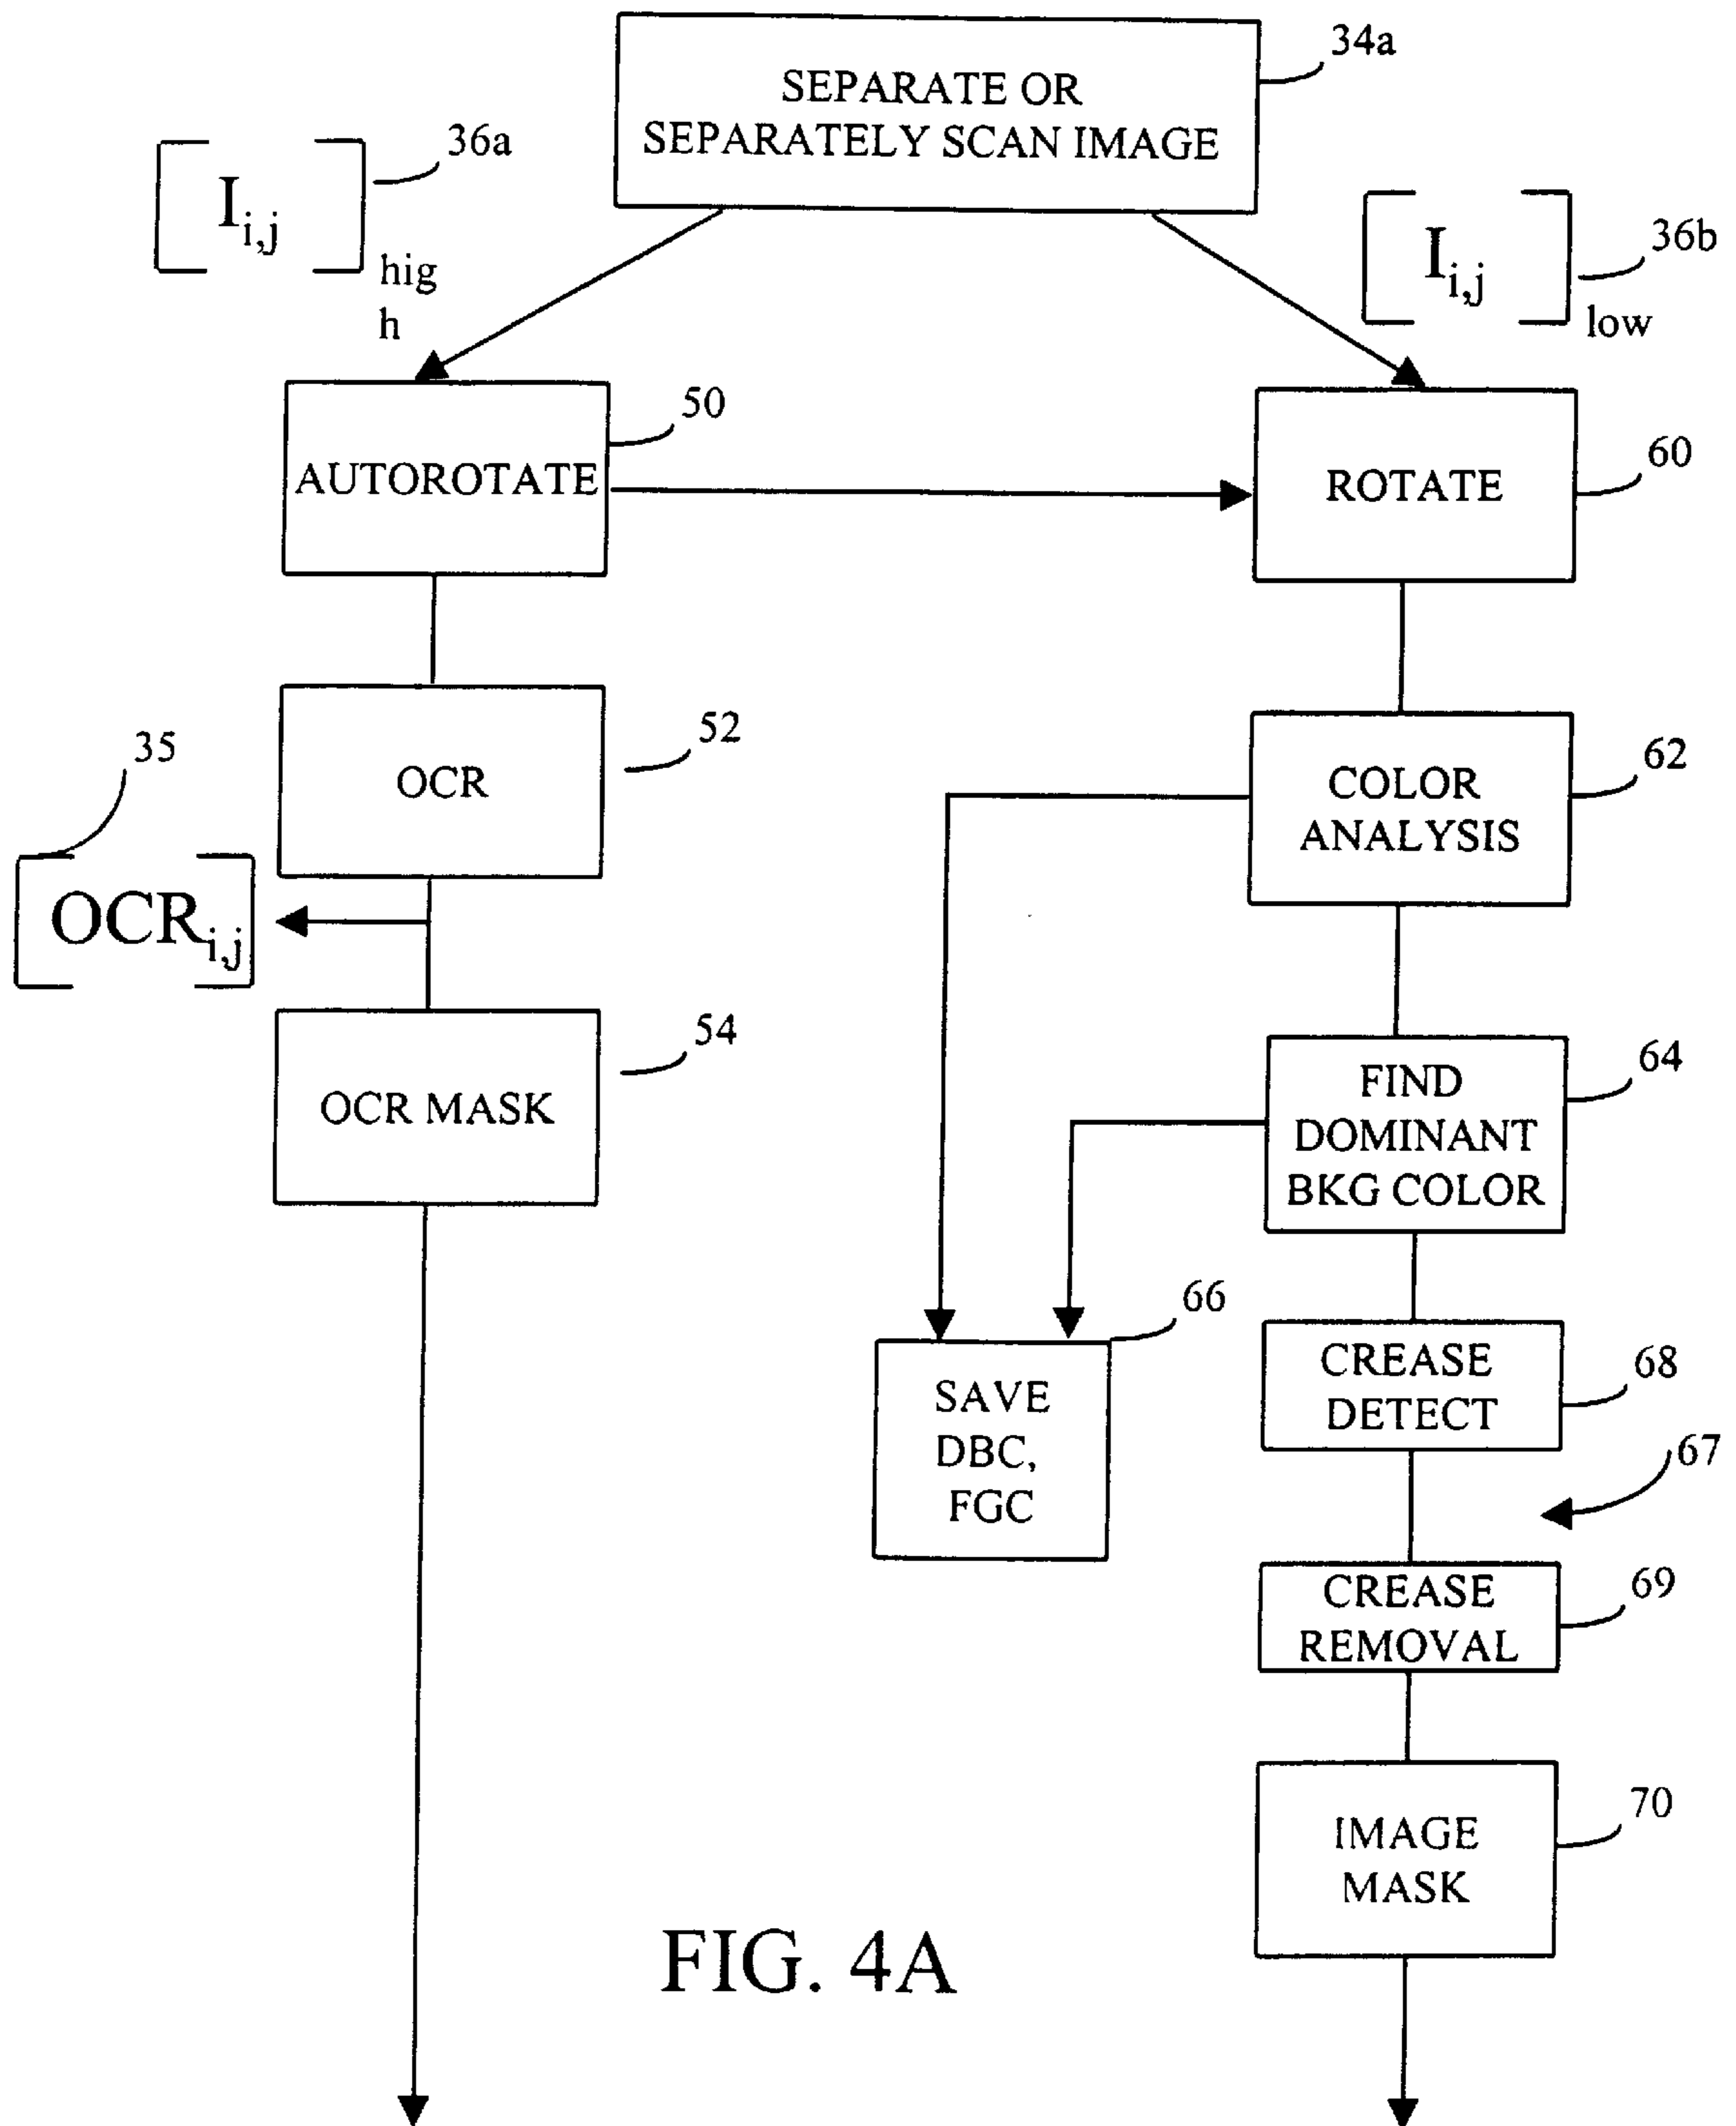 34a
SEPARATE OR
SEPARATELY SCAN IMAGE
36a
I i,j
hig
h
36b
I i,j
low
50
AUTOROTATE
60
ROTATE
52
OCR
35
OCR i,j
62
COLOR
ANALYSIS
54
OCR MASK
64
FIND
DOMINANT
BKG COLOR
66
SAVE
DBC,
FGC
68
CREASE
DETECT
67
69
CREASE
REMOVAL
70
IMAGE
MASK
FIG. 4A